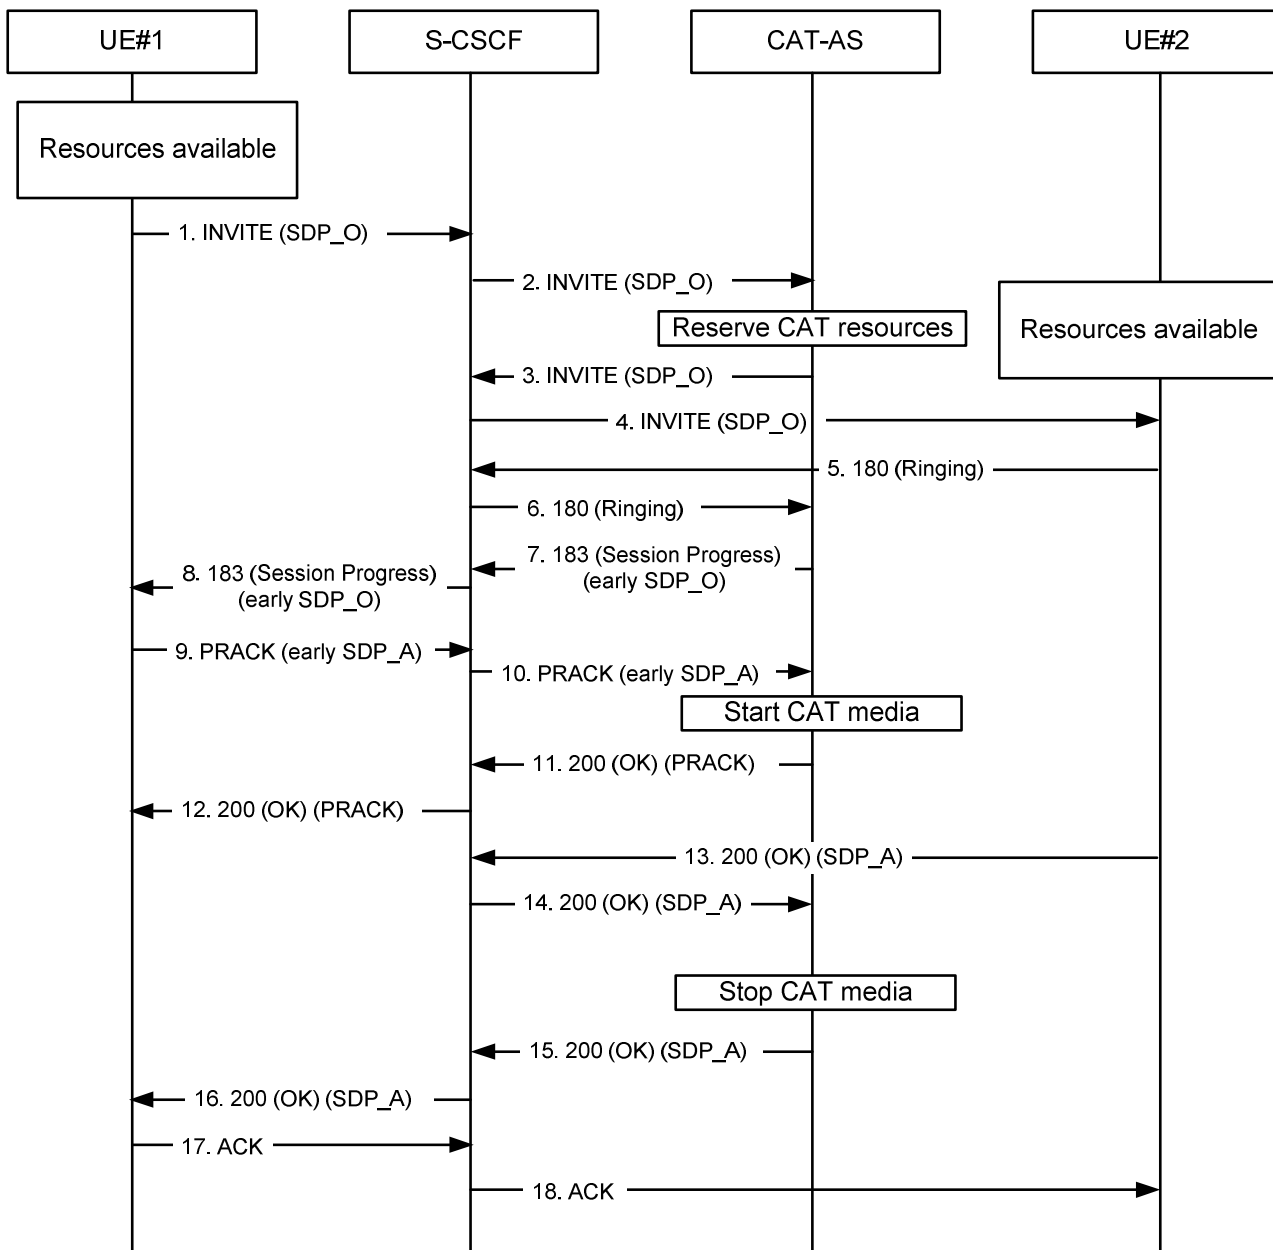 UE#1
S-CSCF
CAT-AS
UE#2
Resources available
1. INVITE (SDP_O)
2. INVITE (SDP_O)
Reserve CAT resources
Resources available
3. INVITE (SDP_O)
4. INVITE (SDP_O)
5. 180 (Ringing)
6. 180 (Ringing)
7. 183 (Session Progress)
(early SDP_O)
8. 183 (Session Progress)
(early SDP_O)
9. PRACK (early SDP_A)
10. PRACK (early SDP_A)
Start CAT media
11. 200 (OK) (PRACK)
12. 200 (OK) (PRACK)
13. 200 (OK) (SDP_A)
14. 200 (OK) (SDP_A)
Stop CAT media
15. 200 (OK) (SDP_A)
16. 200 (OK) (SDP_A)
17. ACK
18. ACK